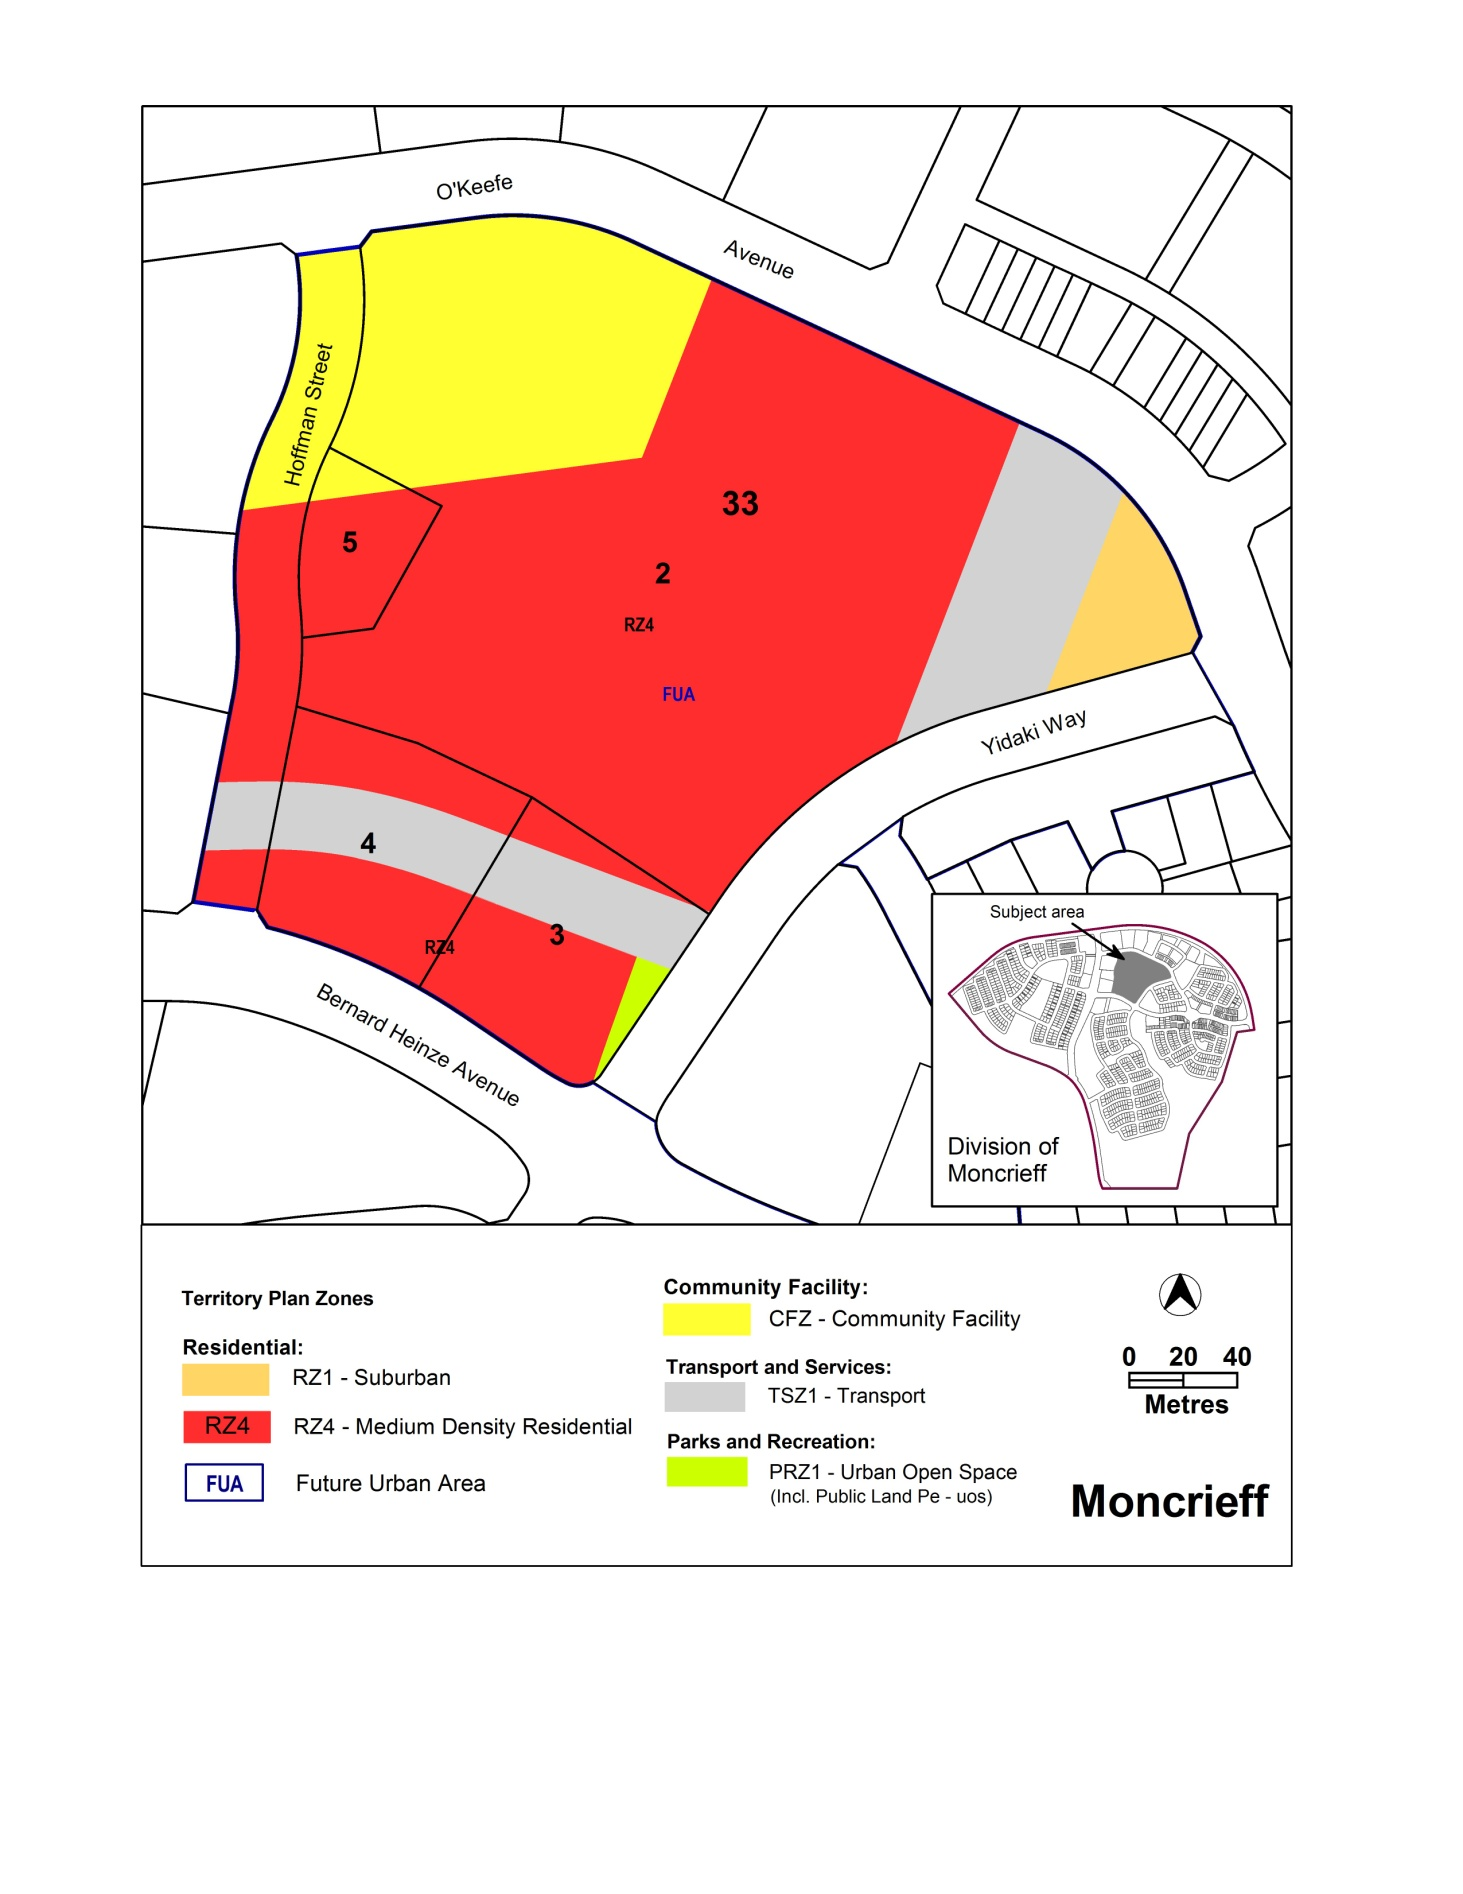 O'Keefe
Avenue
Hoffman Street
33
5
2
RZ4
FUA
Yidaki Way
4
3
RZ4
Bernard Heinze Avenue
Subject area
Division of
Moncrieff
Territory Plan Zones
Residential:
RZ1 - Suburban
RZ4 RZ4 - Medium Density Residential
FUA Future Urban Area
Community Facility:
CFZ - Community Facility
Transport and Services:
TSZ1 - Transport
Parks and Recreation:
PRZ1 - Urban Open Space
(Incl. Public Land Pe - uos)
0 20 40
Metres
Moncrieff